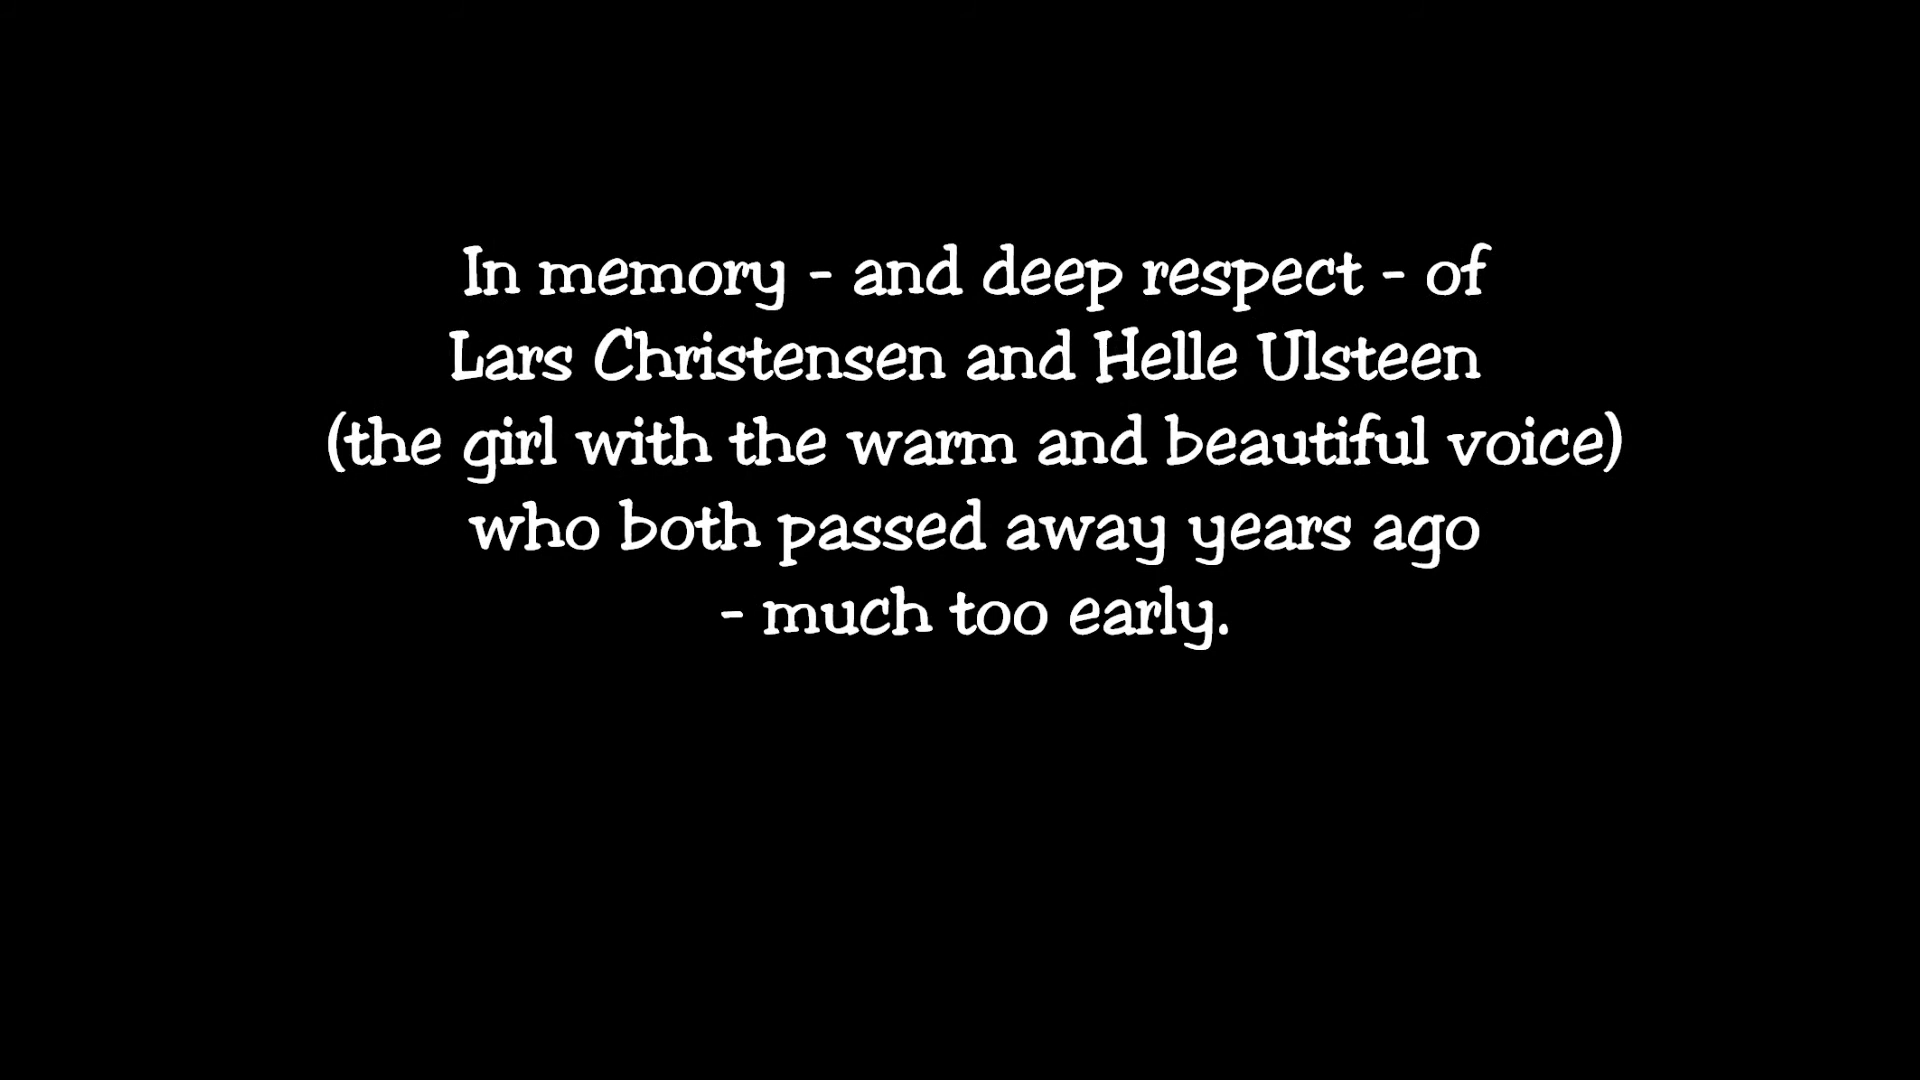 In memory - and deep respect - of
Lars Christensen and Helle Ulsteen
(the girl with the warm and beautiful voice)
who both passed away years ago
- much too early.